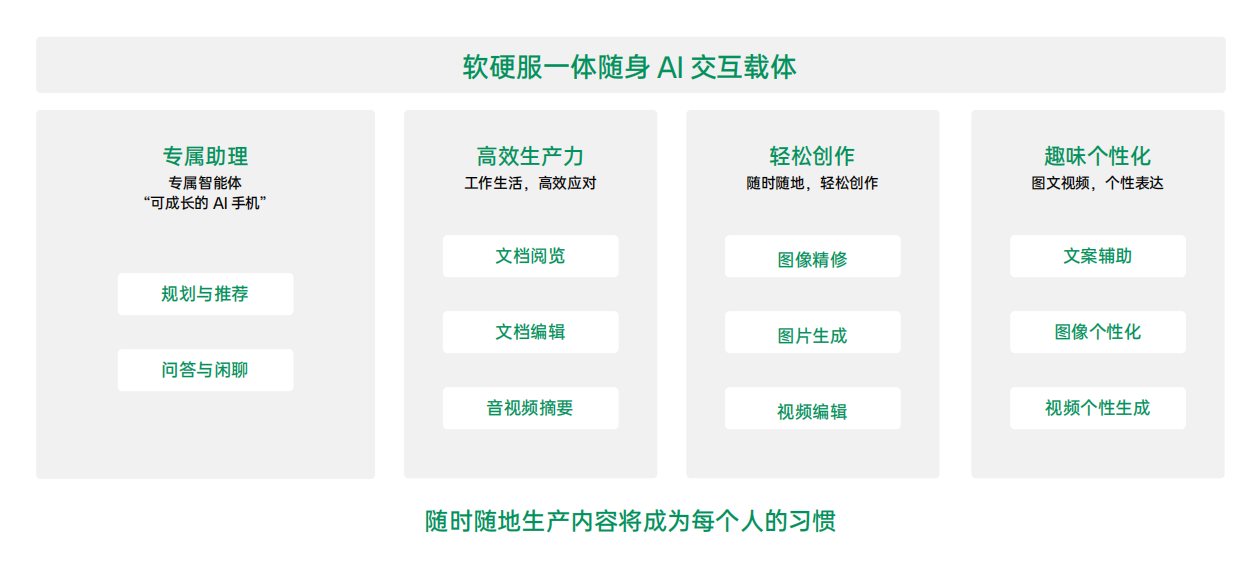 软硬服一体随身 AI 交互载体
专属助理
专属智能体
“可成长的 AI 手机”
规划与推荐
问答与闲聊
高效生产力
工作生活，高效应对
文档阅览
文档编辑
音视频摘要
轻松创作
随时随地，轻松创作
图像精修
图片生成
视频编辑
趣味个性化
图文视频，个性表达
文案辅助
图像个性化
视频个性生成
随时随地生产内容将成为每个人的习惯